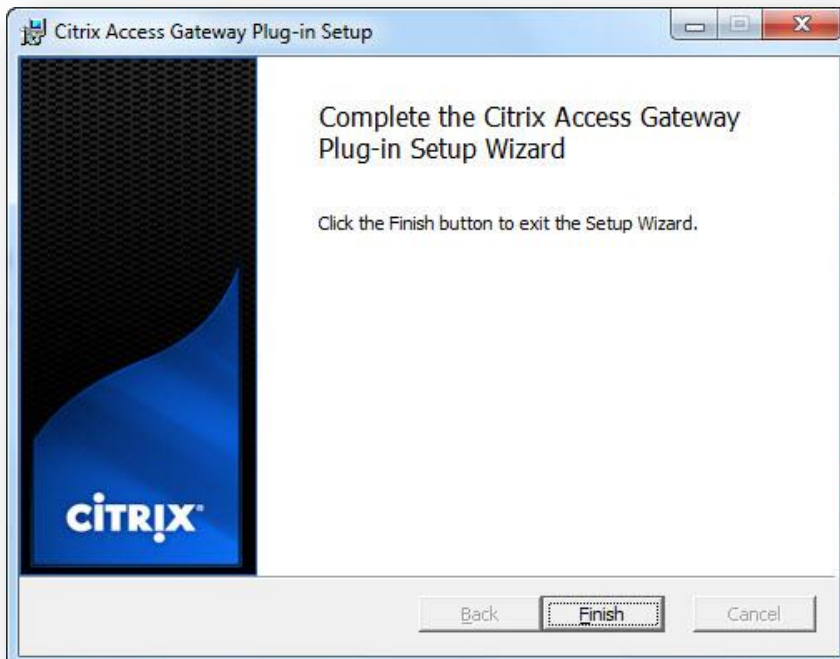 Citrix Access Gateway Plug-in Setup
Complete the Citrix Access Gateway
Plug-in Setup Wizard
Click the Finish button to exit the Setup Wizard.
CiTRIX®
Back Finish Cancel